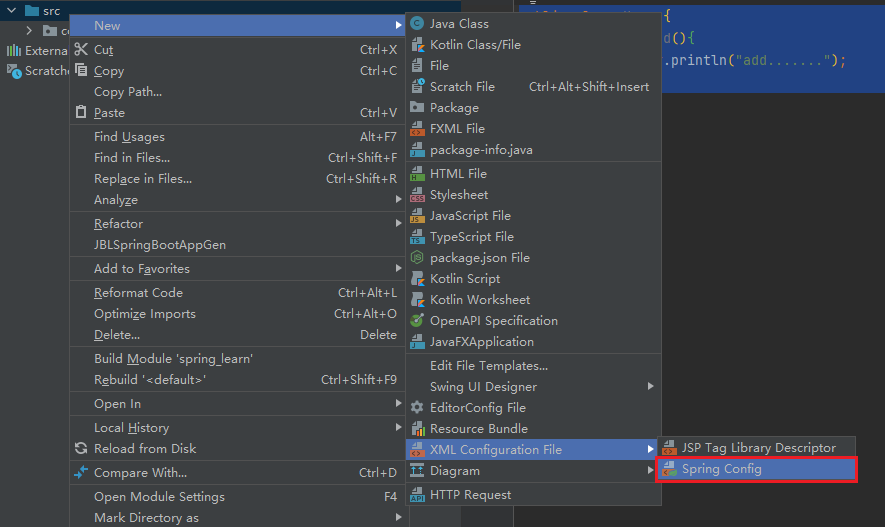 src
co
Externa
Scratche
New
Cut Ctrl+X
Copy Ctrl+C
Copy Path...
Paste Ctrl+V
Find Usages Alt+F7
Find in Files... Ctrl+Shift+F
Replace in Files... Ctrl+Shift+R
Analyze
Refactor
JBLSpringBootAppGen
Add to Favorites
Reformat Code Ctrl+Alt+L
Optimize Imports Ctrl+Alt+O
Delete... Delete
Build Module 'spring_learn'
Rebuild '<default>' Ctrl+Shift+F9
Open In
Local History
Reload from Disk
Compare With... Ctrl+D
Open Module Settings F4
Mark Directory as
Java Class
Kotlin Class/File
File
Scratch File Ctrl+Alt+Shift+Insert
Package
FXML File
package-info.java
HTML File
Stylesheet
JavaScript File
TypeScript File
package.json File
Kotlin Script
Kotlin Worksheet
OpenAPI Specification
JavaFXApplication
Edit File Templates...
Swing UI Designer
EditorConfig File
Resource Bundle
XML Configuration File
Diagram
HTTP Request
JSP Tag Library Descriptor
Spring Config
{
d(){
.println("add.......");